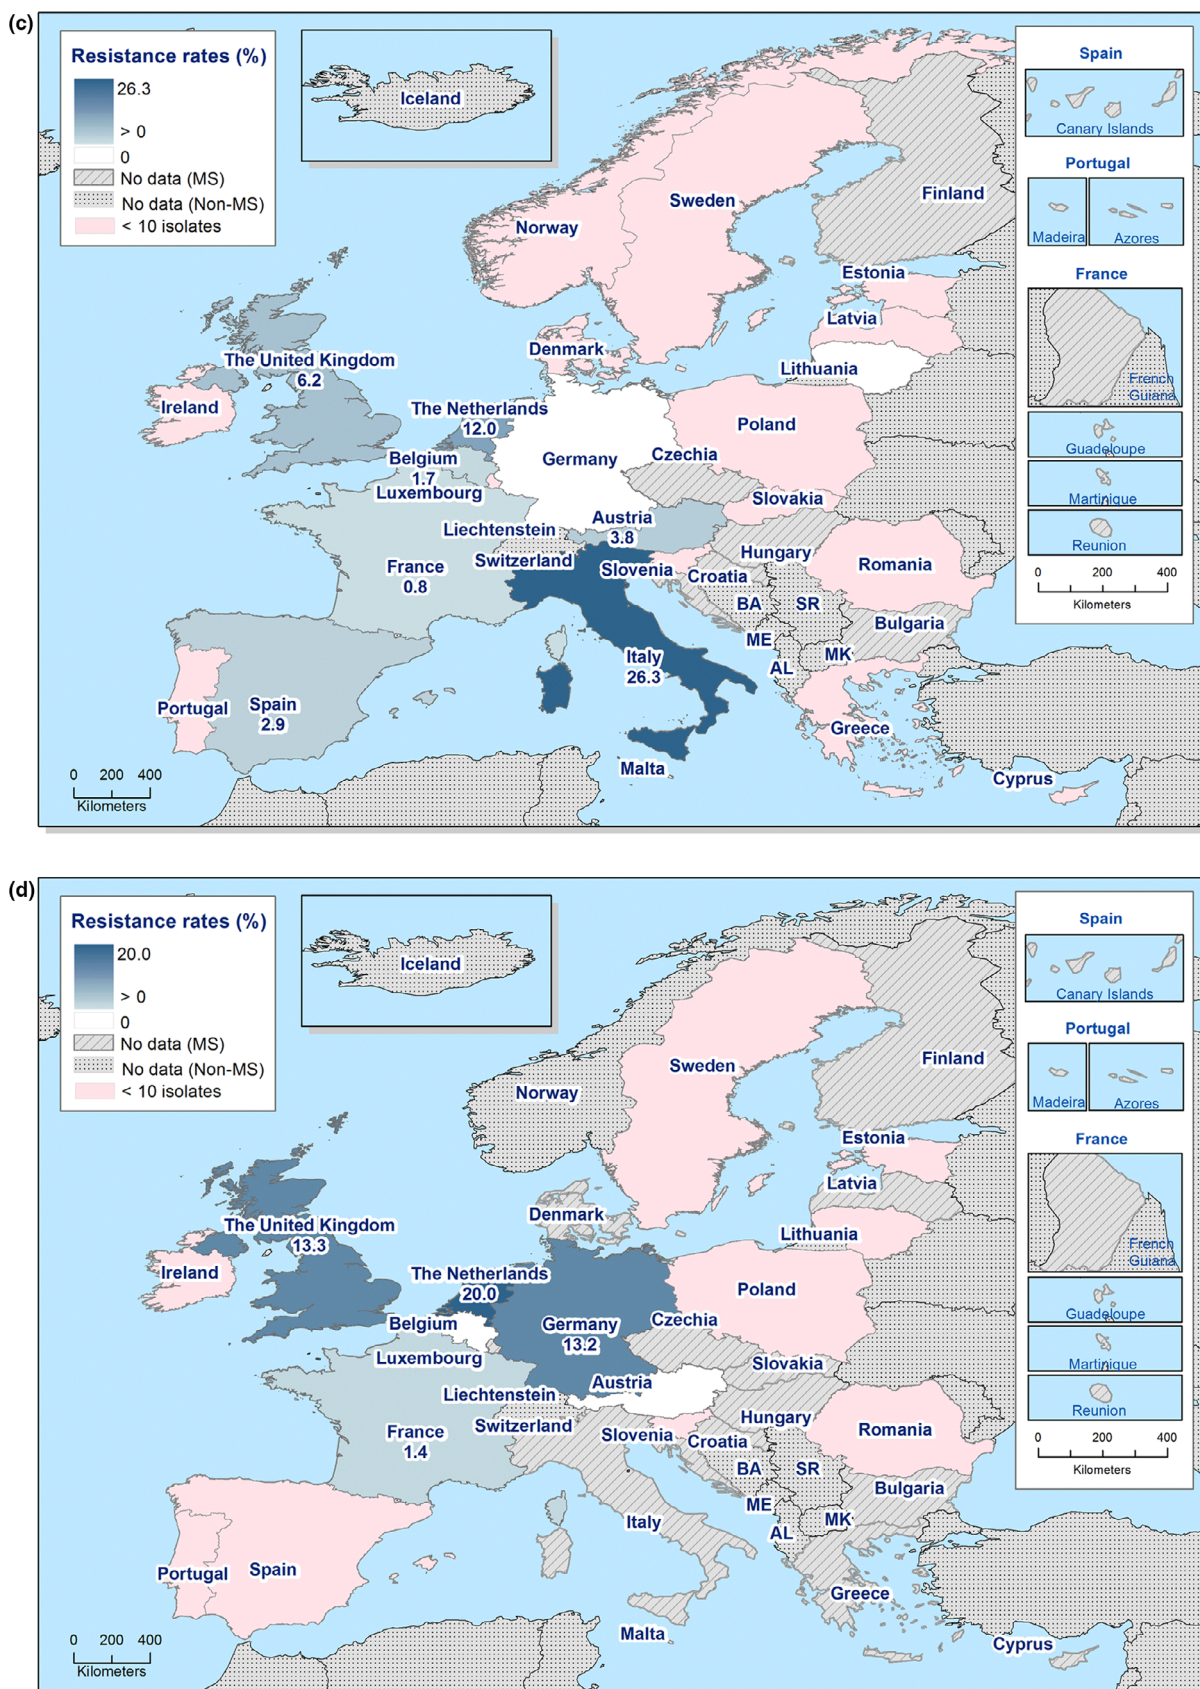 (c)
Resistance rates (%)
26.3
> 0
0
No data (MS)
No data (Non-MS)
< 10 isolates
Iceland
Spain
Canary Islands
Portugal
Madeira
Azores
France
French
Guiana
Guadeloupe
Martinique
Reunion
0 200 400
Kilometers
Finland
Sweden
Norway
Estonia
Latvia
Denmark
Lithuania
The United Kingdom
6.2
Ireland
The Netherlands
12.0
Poland
Belgium
1.7
Germany
Czechia
Luxembourg
Slovakia
Austria
3.8
Liechtenstein
Hungary
Switzerland
France
0.8
Slovenia
Croatia
Romania
BA
SR
Bulgaria
ME
MK
Italy
26.3
AL
Portugal
Spain
2.9
Greece
Malta
Cyprus
0 200 400
Kilometers
(d)
Resistance rates (%)
20.0
> 0
0
No data (MS)
No data (Non-MS)
< 10 isolates
Iceland
Spain
Canary Islands
Portugal
Madeira
Azores
France
French
Guiana
Guadeloupe
Martinique
Reunion
0 200 400
Kilometers
Finland
Sweden
Norway
Estonia
Latvia
Denmark
Lithuania
The United Kingdom
13.3
Ireland
The Netherlands
20.0
Poland
Belgium
Germany
13.2
Czechia
Luxembourg
Slovakia
Austria
Liechtenstein
Hungary
Switzerland
France
1.4
Slovenia
Croatia
Romania
BA
SR
Bulgaria
ME
MK
Italy
AL
Portugal
Spain
Greece
Malta
Cyprus
0 200 400
Kilometers